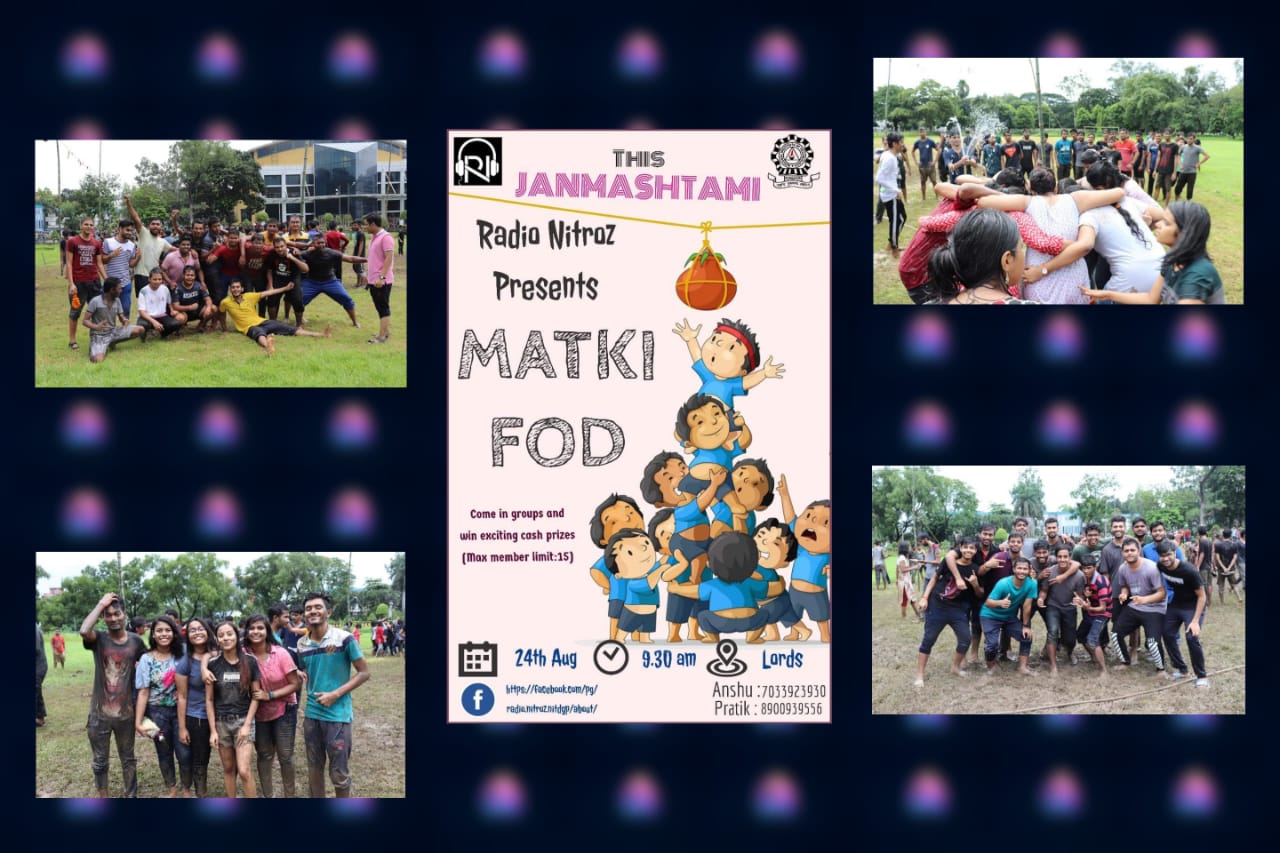 THIS
JANMASHTAMI
Radio Nitroz
Presents
MATKI
FOD
Come in groups and
win exciting cash prizes
(Max member limit:15)
24th Aug
9.30 am
Lords
https://facebook.com/pg/
radio.nitroz.nitdgp/about/
Anshu :7033923930
Pratik : 8900939556